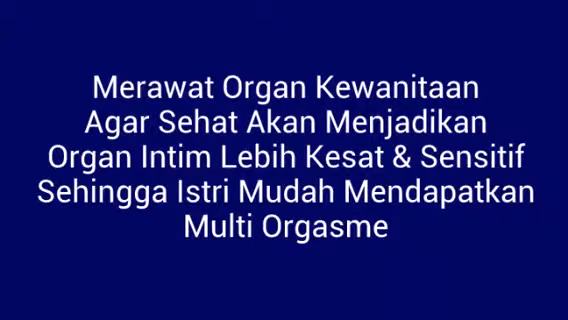 Merawat Organ Kewanitaan
Agar Sehat Akan Menjadikan
Organ Intim Lebih Kesat & Sensitif
Sehingga Istri Mudah Mendapatkan
Multi Orgasme